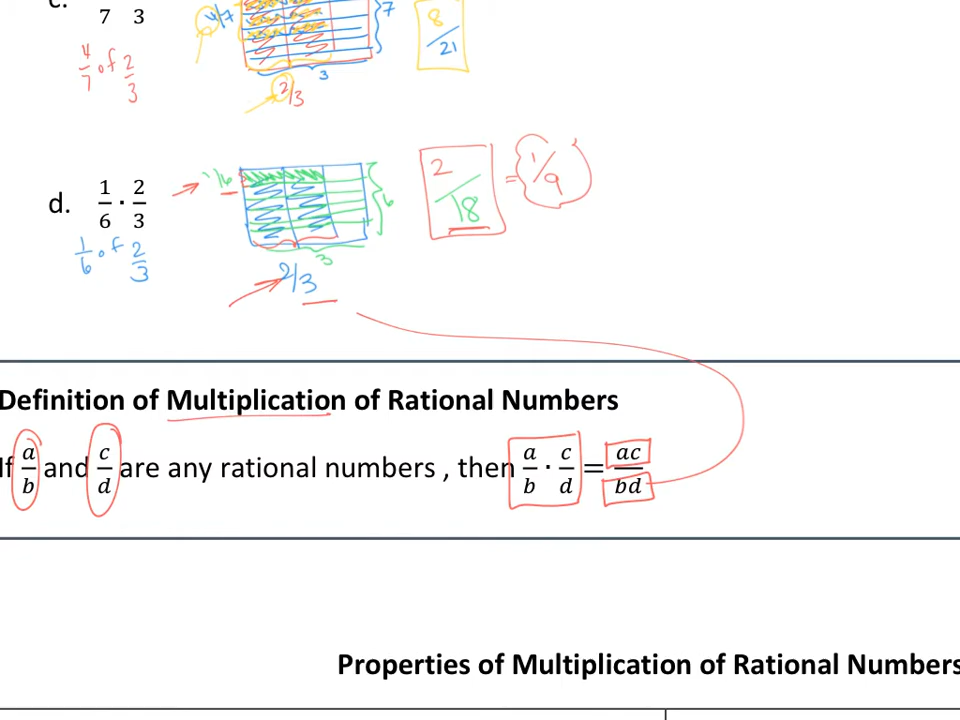 c.
7 3
4/7 of 2/3
4/7
7
3
2/3
8/21
d. 1/6 · 2/3
1/6 of 2/3
1/6
6
3
2/3
2/18 = 1/9
Definition of Multiplication of Rational Numbers
If a/b and c/d are any rational numbers , then a/b · c/d = ac/bd
Properties of Multiplication of Rational Numbers